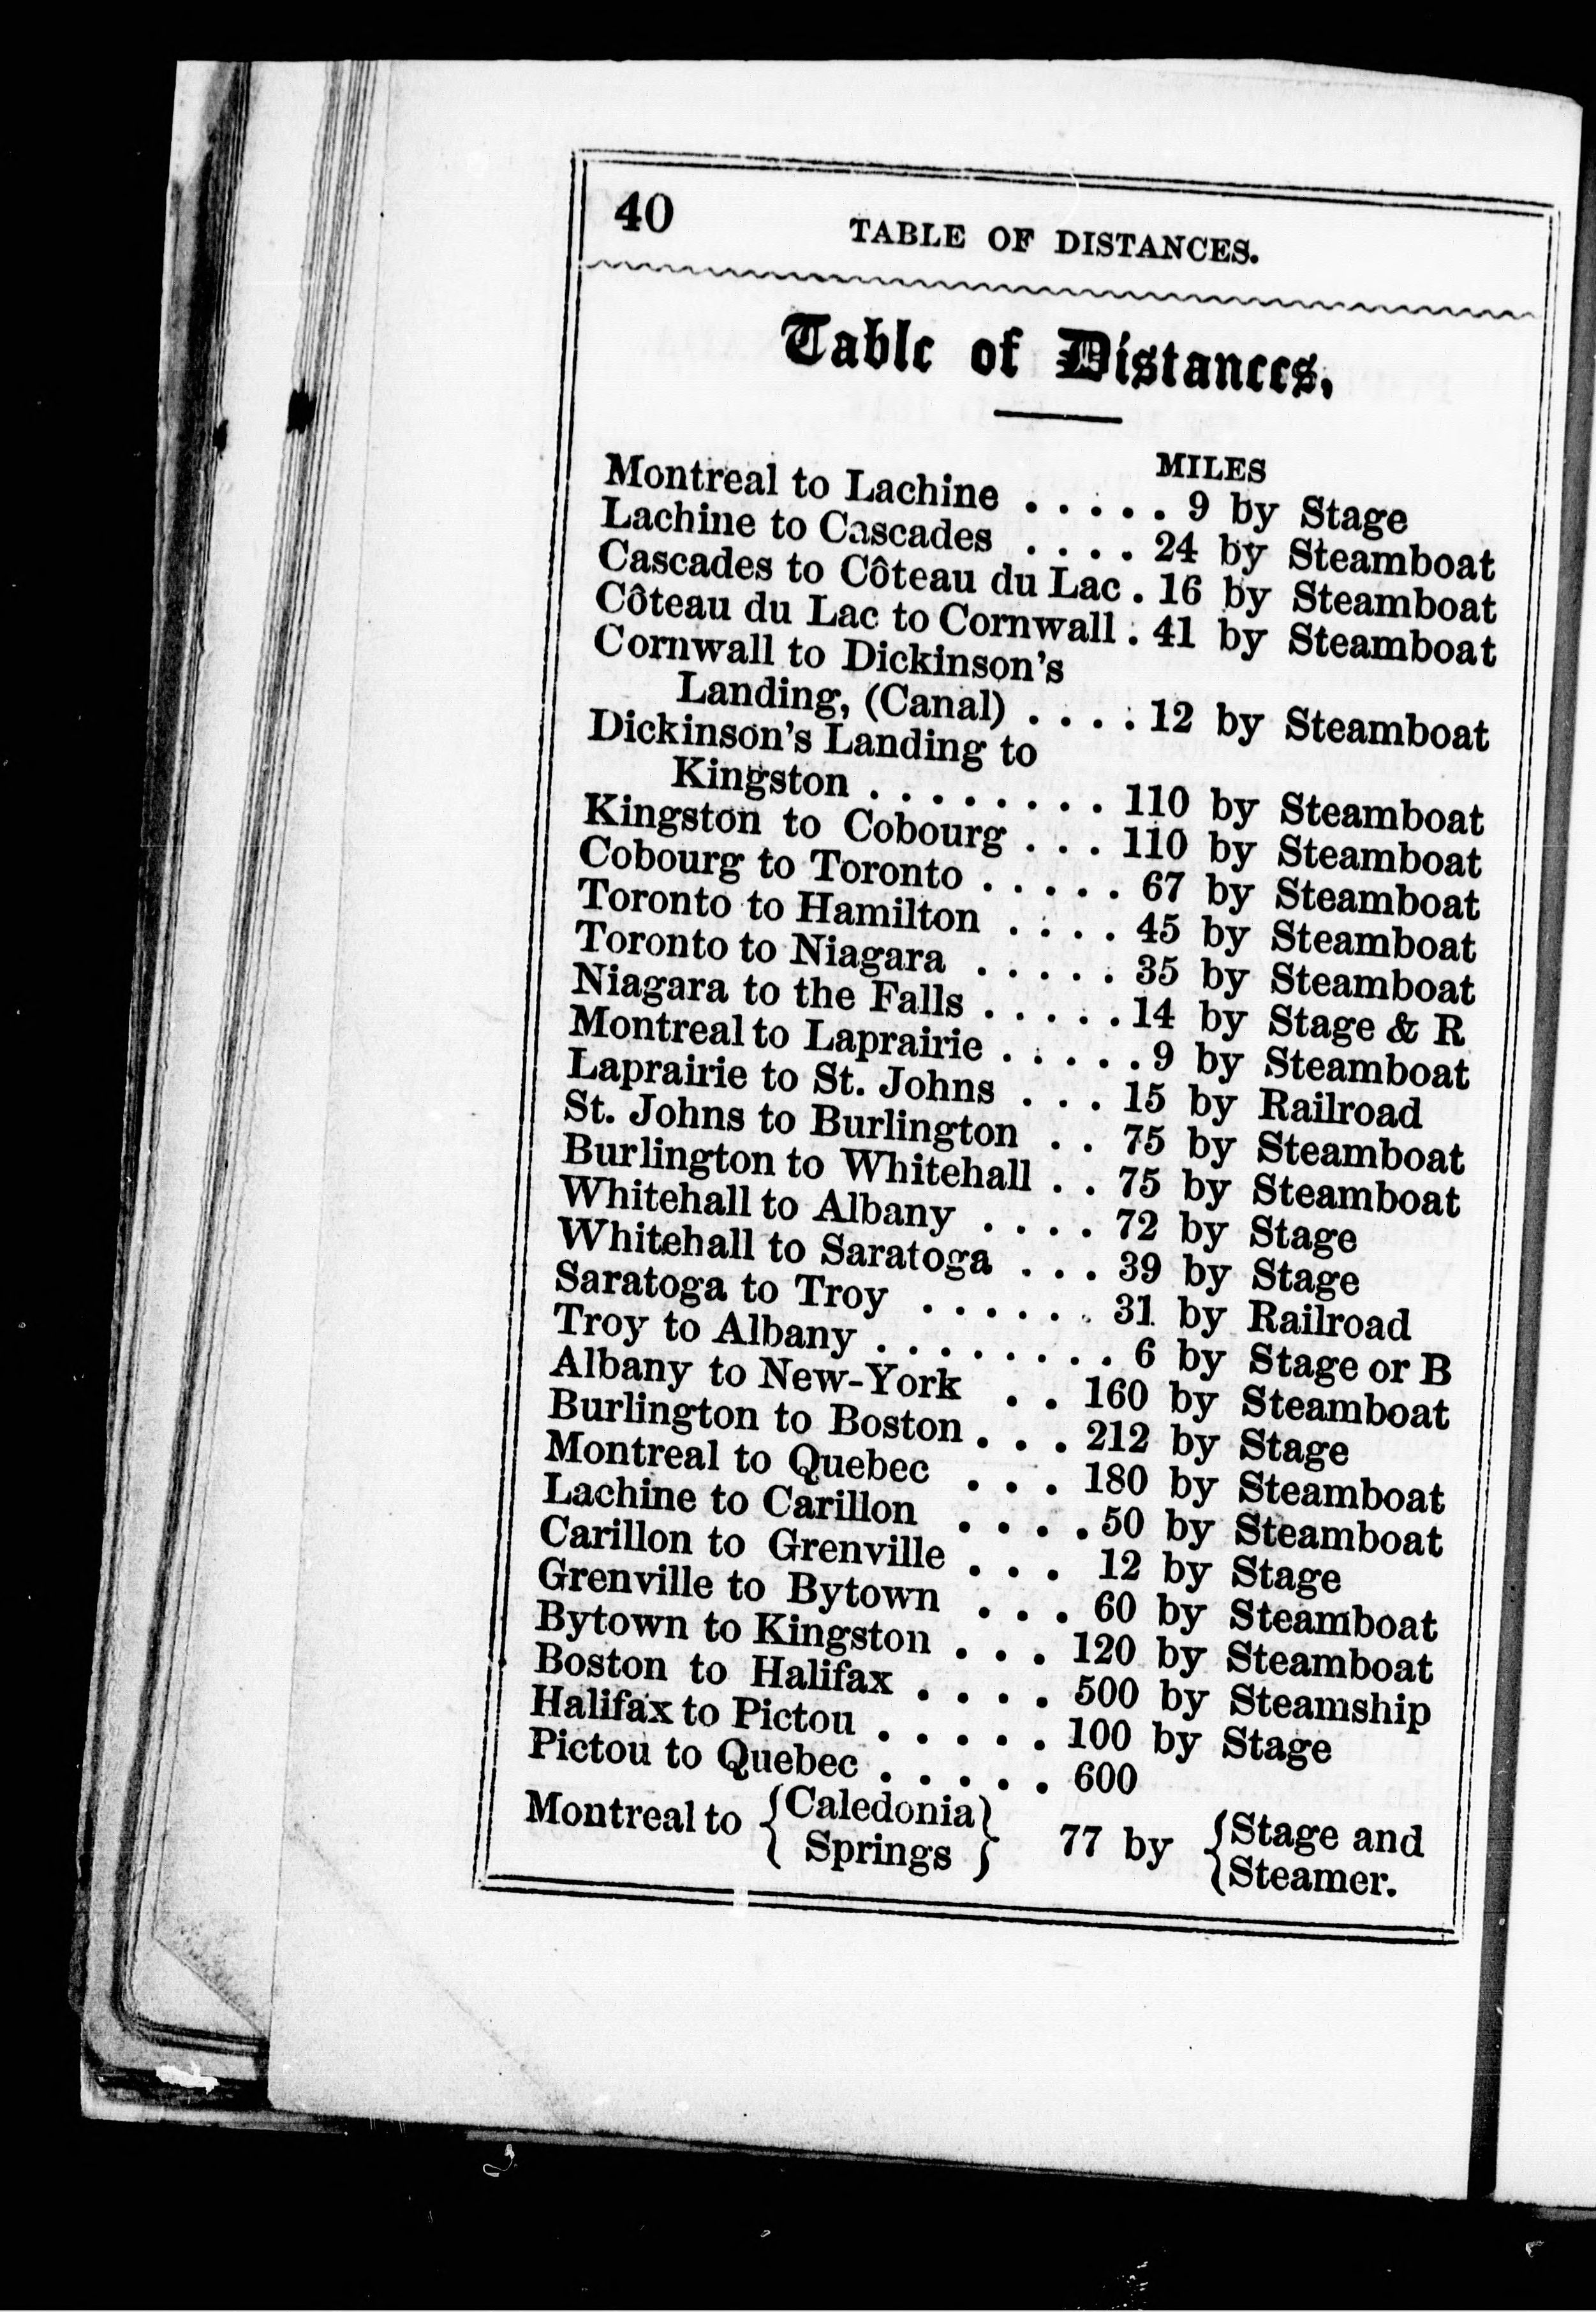 40
TABLE OF DISTANCES.
Table of Distances,
MILES
Montreal to Lachine . . . . . 9 by Stage
Lachine to Cascades . . . . 24 by Steamboat
Cascades to Côteau du Lac . 16 by Steamboat
Côteau du Lac to Cornwall . 41 by Steamboat
Cornwall to Dickinson's
Landing, (Canal) . . . . 12 by Steamboat
Dickinson's Landing to
Kingston . . . . . . . . 110 by Steamboat
Kingston to Cobourg . . . 110 by Steamboat
Cobourg to Toronto . . . . . 67 by Steamboat
Toronto to Hamilton . . . . 45 by Steamboat
Toronto to Niagara . . . . . 35 by Steamboat
Niagara to the Falls . . . . . 14 by Stage & R
Montreal to Laprairie . . . . . 9 by Steamboat
Laprairie to St. Johns . . . 15 by Railroad
St. Johns to Burlington . . 75 by Steamboat
Burlington to Whitehall . . 75 by Steamboat
Whitehall to Albany . . . . 72 by Stage
Whitehall to Saratoga . . . 39 by Stage
Saratoga to Troy . . . . . . 31 by Railroad
Troy to Albany . . . . . . . . 6 by Stage or B
Albany to New-York . . 160 by Steamboat
Burlington to Boston . . . 212 by Stage
Montreal to Quebec . . . 180 by Steamboat
Lachine to Carillon . . . . 50 by Steamboat
Carillon to Grenville . . . 12 by Stage
Grenville to Bytown . . . 60 by Steamboat
Bytown to Kingston . . . 120 by Steamboat
Boston to Halifax . . . . 500 by Steamship
Halifax to Pictou . . . . . 100 by Stage
Pictou to Quebec . . . . . 600
Montreal to { Caledonia Springs } 77 by { Stage and Steamer.